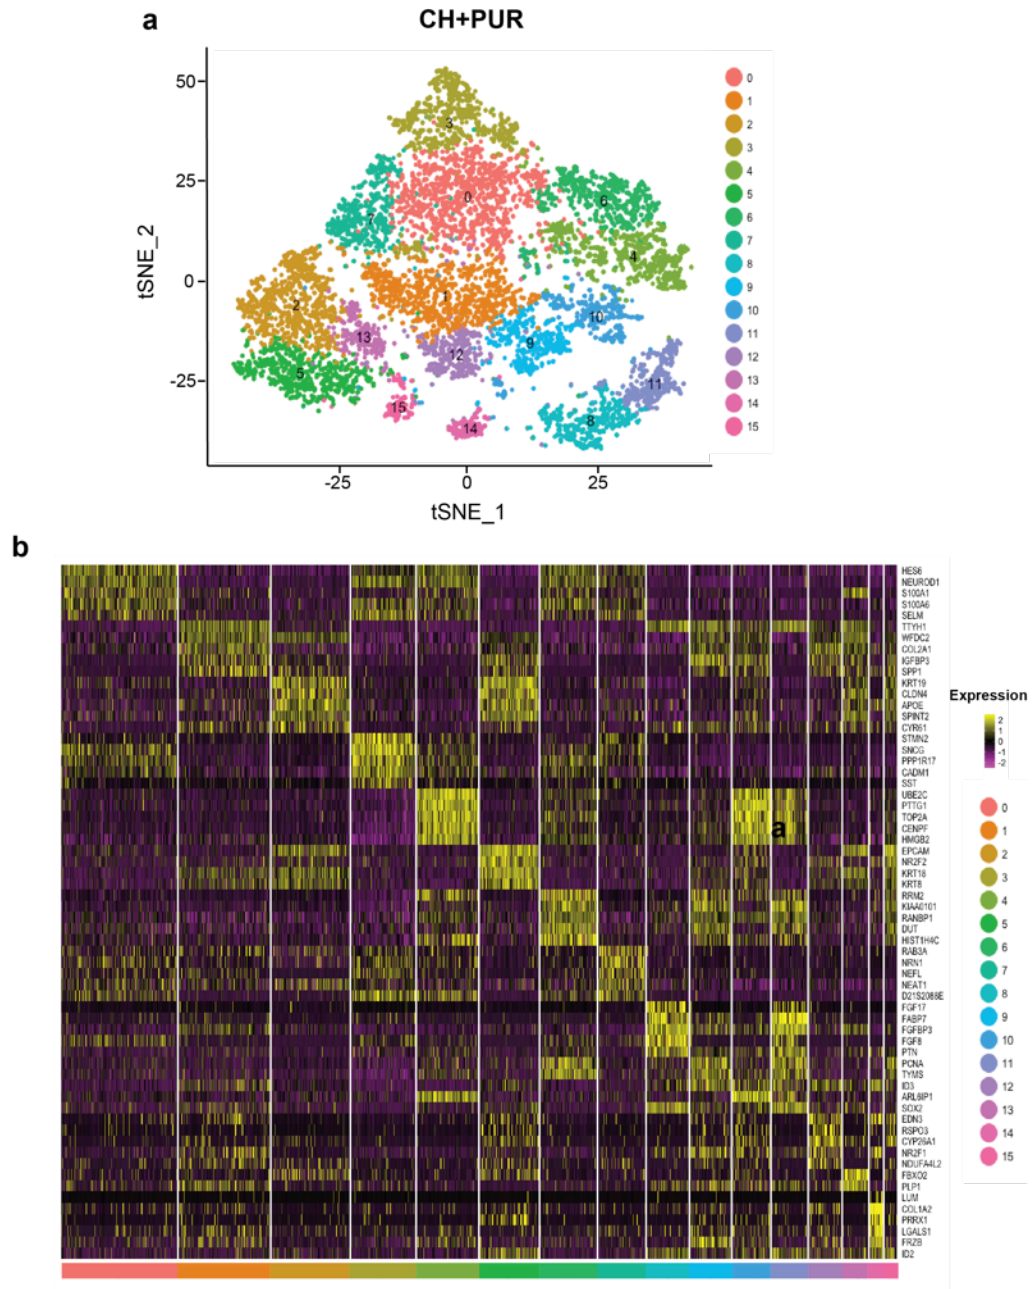 a
CH+PUR
50
25
0
-25
tSNE_2
-25
0
25
tSNE_1
0
1
2
3
4
5
6
7
8
9
10
11
12
13
14
15
3
0
6
7
4
2
1
10
13
9
12
5
11
15
8
14
b
HES6
NEUROD1
S100A1
S100A6
SELM
TTYH1
WFDC2
COL2A1
IGFBP3
SPP1
KRT19
CLDN4
APOE
SPINT2
CYR61
STMN2
SNCG
PPP1R17
CADM1
SST
UBE2C
PTTG1
TOP2A
CENPF
HMGB2
EPCAM
NR2F2
KRT18
KRT8
RRM2
KIAA0101
RANBP1
DUT
HIST1H4C
RAB3A
NRN1
NEFL
NEAT1
D21S2088E
FGF17
FABP7
FGFBP3
FGF8
PTN
PCNA
TYMS
ID3
ARL6IP1
SOX2
EDN3
RSPO3
CYP26A1
NR2F1
NDUFA4L2
FBXO2
PLP1
LUM
COL1A2
PRRX1
LGALS1
FRZB
ID2
a
Expression
2
1
0
-1
-2
0
1
2
3
4
5
6
7
8
9
10
11
12
13
14
15